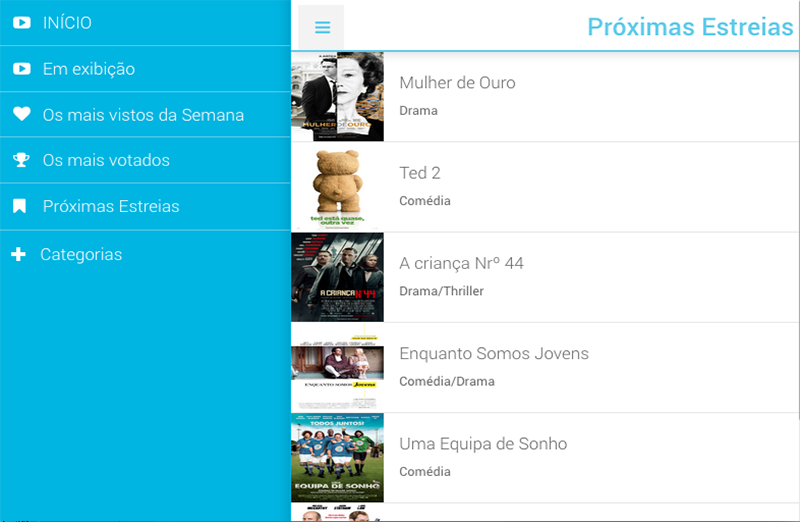 INÍCIO
Em exibição
Os mais vistos da Semana
Os mais votados
Próximas Estreias
Categorias
Próximas Estreias
MULHER DE OURO
Mulher de Ouro
Drama
ted está quase,
outra vez
Ted 2
Comédia
A CRIANÇA Nº44
A criança Nrº 44
Drama/Thriller
ENQUANTO SOMOS Jovens
Enquanto Somos Jovens
Comédia/Drama
TODOS JUNTOS!
EQUIPA DE SONHO
Uma Equipa de Sonho
Comédia